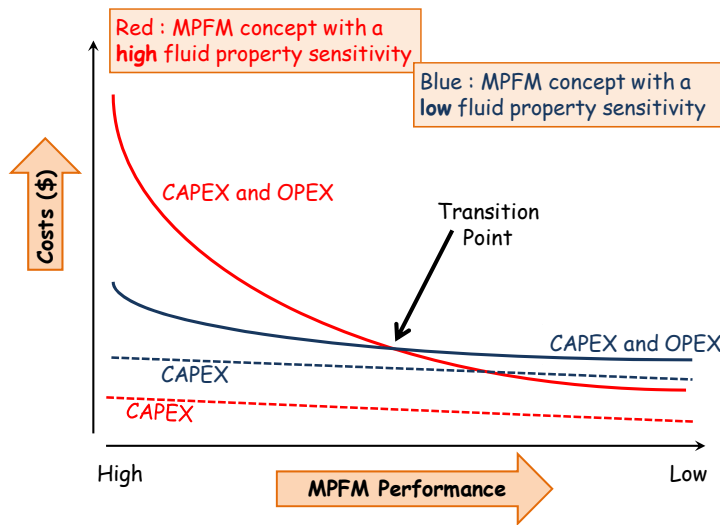 Red : MPFM concept with a
high fluid property sensitivity
Blue : MPFM concept with a
low fluid property sensitivity
Costs ($)
CAPEX and OPEX
Transition
Point
CAPEX and OPEX
CAPEX
CAPEX
High
Low
MPFM Performance